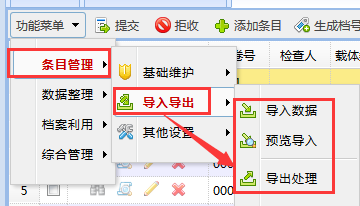 功能菜单 提交 拒收 添加条目 生成档号
卷号 检查人 载体
条目管理
数据整理
档案利用
综合管理
基础维护
导入导出
其他设置
导入数据
预览导入
导出处理
000
5 000